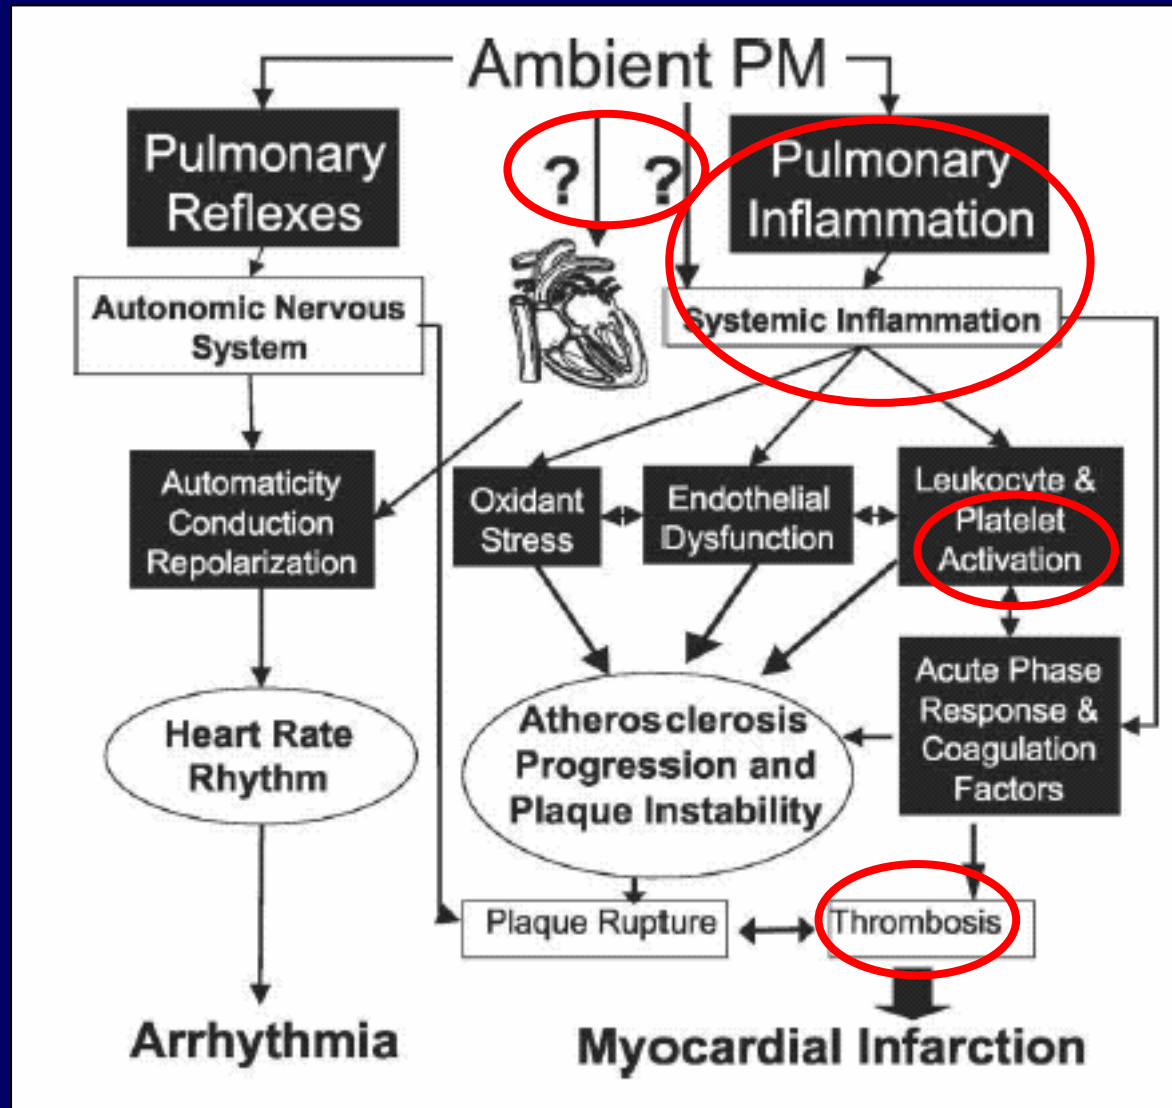 Ambient PM
Pulmonary
Reflexes
?
?
Pulmonary
Inflammation
Autonomic Nervous
System
Systemic Inflammation
Automaticity
Conduction
Repolarization
Oxidant
Stress
Endothelial
Dysfunction
Leukocyte &
Platelet
Activation
Heart Rate
Rhythm
Atherosclerosis
Progression and
Plaque Instability
Acute Phase
Response &
Coagulation
Factors
Plaque Rupture
Thrombosis
Arrhythmia
Myocardial Infarction